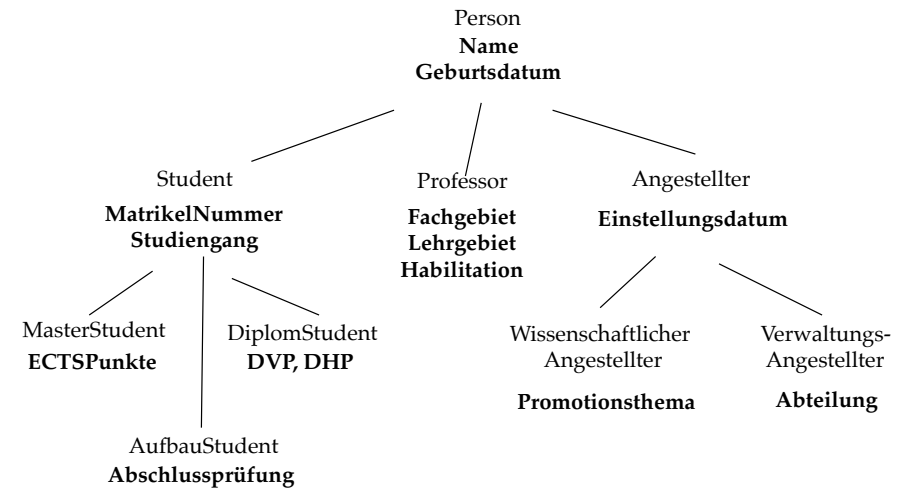 Person
Name
Geburtsdatum
Student
MatrikelNummer
Studiengang
Professor
Fachgebiet
Lehrgebiet
Habilitation
Angestellter
Einstellungsdatum
MasterStudent
ECTSPunkte
DiplomStudent
DVP, DHP
Wissenschaftlicher
Angestellter
Promotionsthema
Verwaltungs-
Angestellter
Abteilung
AufbauStudent
Abschlussprüfung